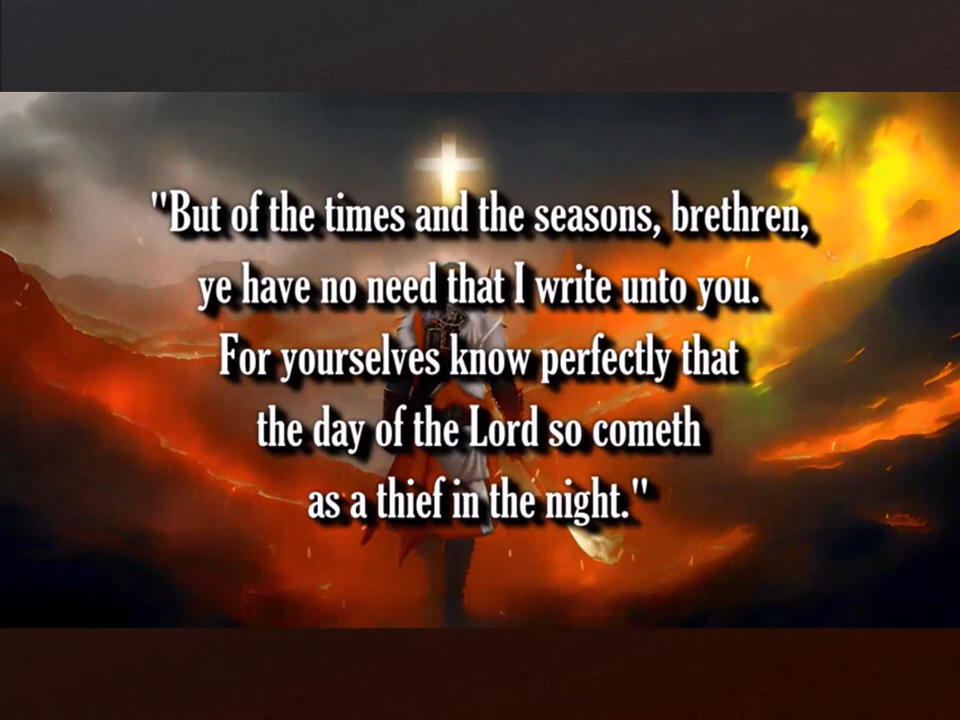 "But of the times and the seasons, brethren,
ye have no need that I write unto you.
For yourselves know perfectly that
the day of the Lord so cometh
as a thief in the night."